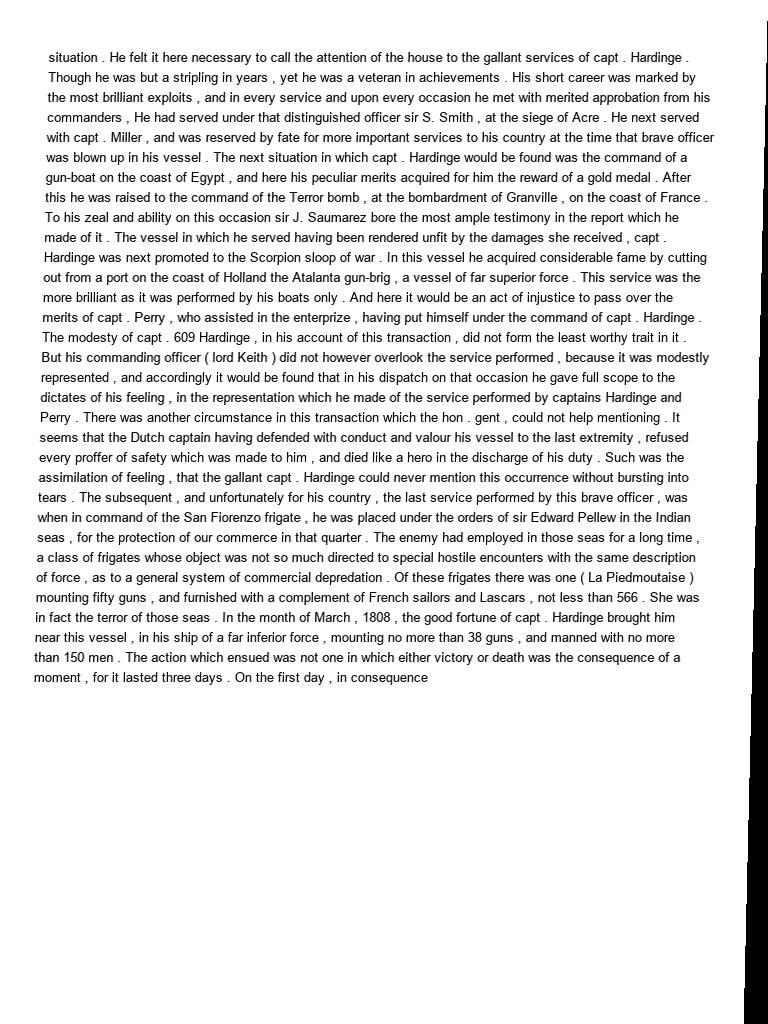 situation . He felt it here necessary to call the attention of the house to the gallant services of capt . Hardinge .
Though he was but a stripling in years , yet he was a veteran in achievements . His short career was marked by
the most brilliant exploits , and in every service and upon every occasion he met with merited approbation from his
commanders , He had served under that distinguished officer sir S. Smith , at the siege of Acre . He next served
with capt . Miller , and was reserved by fate for more important services to his country at the time that brave officer
was blown up in his vessel . The next situation in which capt . Hardinge would be found was the command of a
gun-boat on the coast of Egypt , and here his peculiar merits acquired for him the reward of a gold medal . After
this he was raised to the command of the Terror bomb , at the bombardment of Granville , on the coast of France .
To his zeal and ability on this occasion sir J. Saumarez bore the most ample testimony in the report which he
made of it . The vessel in which he served having been rendered unfit by the damages she received , capt .
Hardinge was next promoted to the Scorpion sloop of war . In this vessel he acquired considerable fame by cutting
out from a port on the coast of Holland the Atalanta gun-brig , a vessel of far superior force . This service was the
more brilliant as it was performed by his boats only . And here it would be an act of injustice to pass over the
merits of capt . Perry , who assisted in the enterprize , having put himself under the command of capt . Hardinge .
The modesty of capt . 609 Hardinge , in his account of this transaction , did not form the least worthy trait in it .
But his commanding officer ( lord Keith ) did not however overlook the service performed , because it was modestly
represented , and accordingly it would be found that in his dispatch on that occasion he gave full scope to the
dictates of his feeling , in the representation which he made of the service performed by captains Hardinge and
Perry . There was another circumstance in this transaction which the hon . gent , could not help mentioning . It
seems that the Dutch captain having defended with conduct and valour his vessel to the last extremity , refused
every proffer of safety which was made to him , and died like a hero in the discharge of his duty . Such was the
assimilation of feeling , that the gallant capt . Hardinge could never mention this occurrence without bursting into
tears . The subsequent , and unfortunately for his country , the last service performed by this brave officer , was
when in command of the San Fiorenzo frigate , he was placed under the orders of sir Edward Pellew in the Indian
seas , for the protection of our commerce in that quarter . The enemy had employed in those seas for a long time ,
a class of frigates whose object was not so much directed to special hostile encounters with the same description
of force , as to a general system of commercial depredation . Of these frigates there was one ( La Piedmoutaise )
mounting fifty guns , and furnished with a complement of French sailors and Lascars , not less than 566 . She was
in fact the terror of those seas . In the month of March , 1808 , the good fortune of capt . Hardinge brought him
near this vessel , in his ship of a far inferior force , mounting no more than 38 guns , and manned with no more
than 150 men . The action which ensued was not one in which either victory or death was the consequence of a
moment , for it lasted three days . On the first day , in consequence